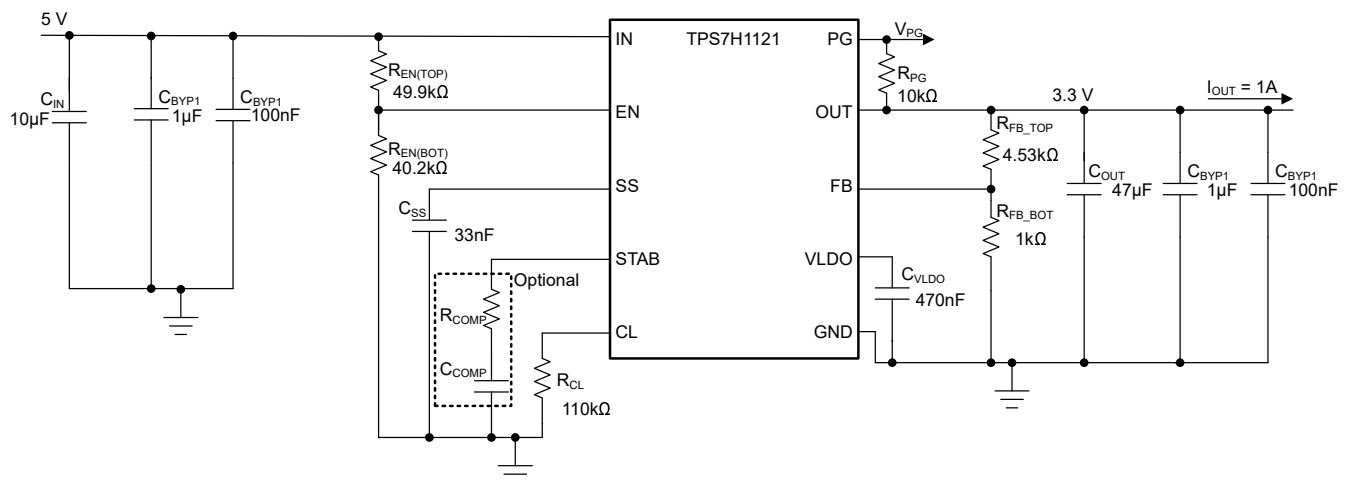 5 V
C_IN
10µF
C_BYP1
1µF
C_BYP1
100nF
R_EN(TOP)
49.9kΩ
R_EN(BOT)
40.2kΩ
C_SS
33nF
Optional
R_COMP
C_COMP
R_CL
110kΩ
TPS7H1121
IN
EN
SS
STAB
CL
PG
OUT
FB
VLDO
GND
V_PG
R_PG
10kΩ
3.3 V
I_OUT = 1A
R_FB_TOP
4.53kΩ
R_FB_BOT
1kΩ
C_VLDO
470nF
C_OUT
47µF
C_BYP1
1µF
C_BYP1
100nF